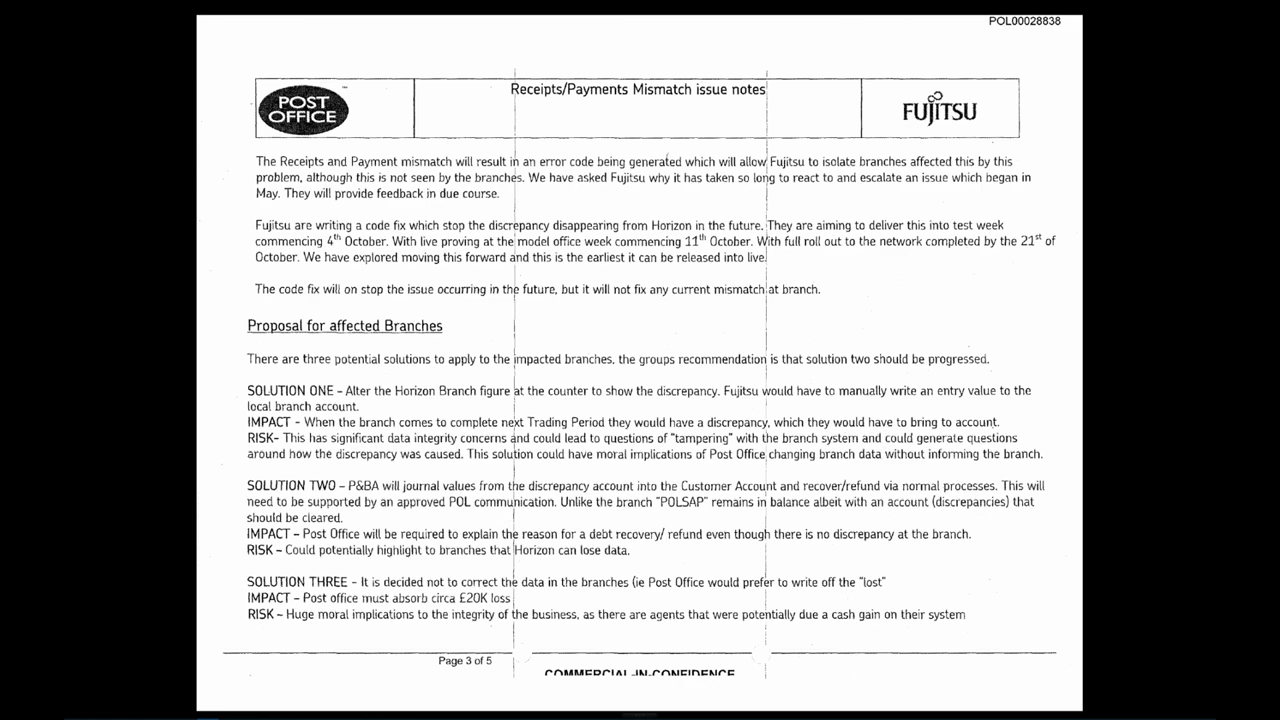 POL00028838
POST
OFFICE
Receipts/Payments Mismatch issue notes
FUJITSU
The Receipts and Payment mismatch will result in an error code being generated which will allow Fujitsu to isolate branches affected this by this
problem, although this is not seen by the branches. We have asked Fujitsu why it has taken so long to react to and escalate an issue which began in
May. They will provide feedback in due course.
Fujitsu are writing a code fix which stop the discrepancy disappearing from Horizon in the future. They are aiming to deliver this into test week
commencing 4th October. With live proving at the model office week commencing 11th October. With full roll out to the network completed by the 21st of
October. We have explored moving this forward and this is the earliest it can be released into live.
The code fix will on stop the issue occurring in the future, but it will not fix any current mismatch at branch.
Proposal for affected Branches
There are three potential solutions to apply to the impacted branches, the groups recommendation is that solution two should be progressed.
SOLUTION ONE – Alter the Horizon Branch figure at the counter to show the discrepancy. Fujitsu would have to manually write an entry value to the
local branch account.
IMPACT – When the branch comes to complete next Trading Period they would have a discrepancy, which they would have to bring to account.
RISK– This has significant data integrity concerns and could lead to questions of "tampering" with the branch system and could generate questions
around how the discrepancy was caused. This solution could have moral implications of Post Office changing branch data without informing the branch.
SOLUTION TWO – P&BA will journal values from the discrepancy account into the Customer Account and recover/refund via normal processes. This will
need to be supported by an approved POL communication. Unlike the branch "POLSAP" remains in balance albeit with an account (discrepancies) that
should be cleared.
IMPACT – Post Office will be required to explain the reason for a debt recovery/ refund even though there is no discrepancy at the branch.
RISK – Could potentially highlight to branches that Horizon can lose data.
SOLUTION THREE – It is decided not to correct the data in the branches (ie Post Office would prefer to write off the "lost"
IMPACT – Post office must absorb circa £20K loss
RISK – Huge moral implications to the integrity of the business, as there are agents that were potentially due a cash gain on their system
Page 3 of 5
COMMERCIAL-IN-CONFIDENCE